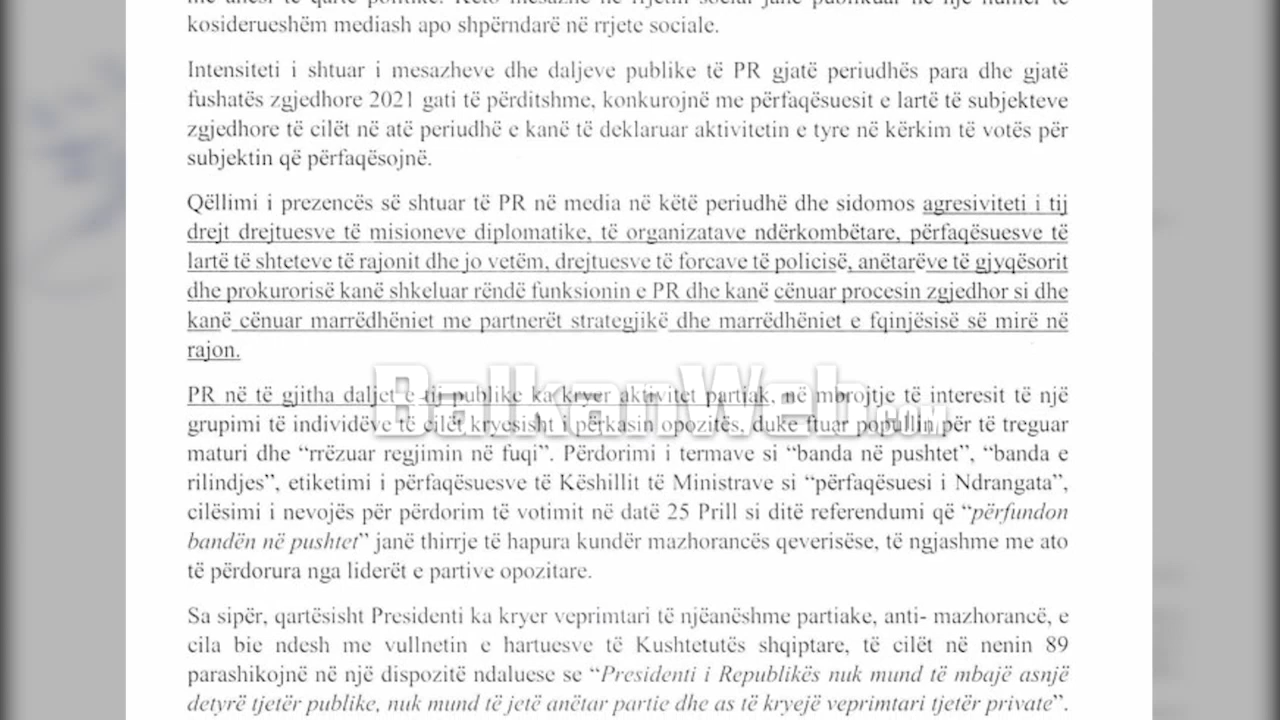 me anësi të qartë politike. Këto mesazhe në rrjetin social janë publikuar në një numër të
kosiderueshëm mediash apo shpërndarë në rrjete sociale.
Intensiteti i shtuar i mesazheve dhe daljeve publike të PR gjatë periudhës para dhe gjatë
fushatës zgjedhore 2021 gati të përditshme, konkurojnë me përfaqësuesit e lartë të subjekteve
zgjedhore të cilët në atë periudhë e kanë të deklaruar aktivitetin e tyre në kërkim të votës për
subjektin që përfaqësojnë.
Qëllimi i prezencës së shtuar të PR në media në këtë periudhë dhe sidomos agresiviteti i tij
drejt drejtuesve të misioneve diplomatike, të organizatave ndërkombëtare, përfaqësuesve të
lartë të shteteve të rajonit dhe jo vetëm, drejtuesve të forcave të policisë, anëtarëve të gjyqësorit
dhe prokurorisë kanë shkeluar rëndë funksionin e PR dhe kanë cënuar procesin zgjedhor si dhe
kanë cënuar marrëdhëniet me partnerët strategjikë dhe marrëdhëniet e fqinjësisë së mirë në
rajon.
PR në të gjitha daljet e tij publike ka kryer aktivitet partiak, në mbrojtje të interesit të një
BalkanWeb.com
grupimi të individëve të cilët kryesisht i përkasin opozitës, duke ftuar popullin për të treguar
maturi dhe “rrëzuar regjimin në fuqi”. Përdorimi i termave si “banda në pushtet”, “banda e
rilindjes”, etiketimi i përfaqësuesve të Këshillit të Ministrave si “përfaqësuesi i Ndrangata”,
cilësimi i nevojës për përdorim të votimit në datë 25 Prill si ditë referendumi që “përfundon
bandën në pushtet” janë thirrje të hapura kundër mazhorancës qeverisëse, të ngjashme me ato
të përdorura nga liderët e partive opozitare.
Sa sipër, qartësisht Presidenti ka kryer veprimtari të njëanëshme partiake, anti- mazhorancë, e
cila bie ndesh me vullnetin e hartuesve të Kushtetutës shqiptare, të cilët në nenin 89
parashikojnë në një dispozitë ndaluese se “Presidenti i Republikës nuk mund të mbajë asnjë
detyrë tjetër publike, nuk mund të jetë anëtar partie dhe as të kryejë veprimtari tjetër private”.